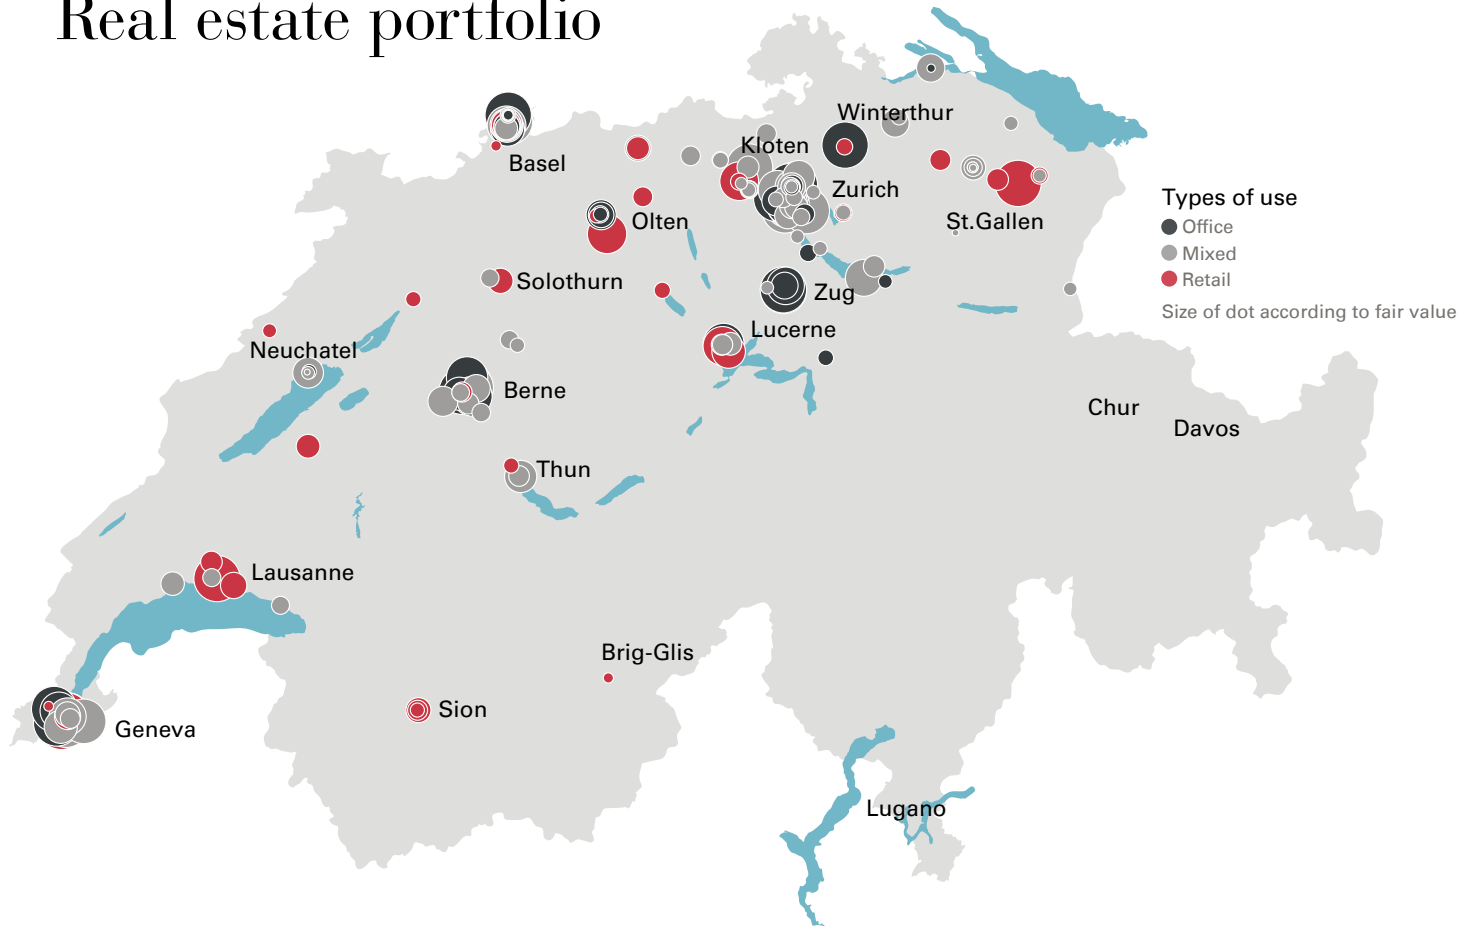 Real estate portfolio
Winterthur
Kloten
Basel
Zurich
Types of use
Olten
St.Gallen
Office
Mixed
Solothurn
Retail
Zug
Size of dot according to fair value
Lucerne
Neuchatel
Berne
Chur
Davos
Thun
Lausanne
Brig-Glis
Sion
Geneva
Lugano